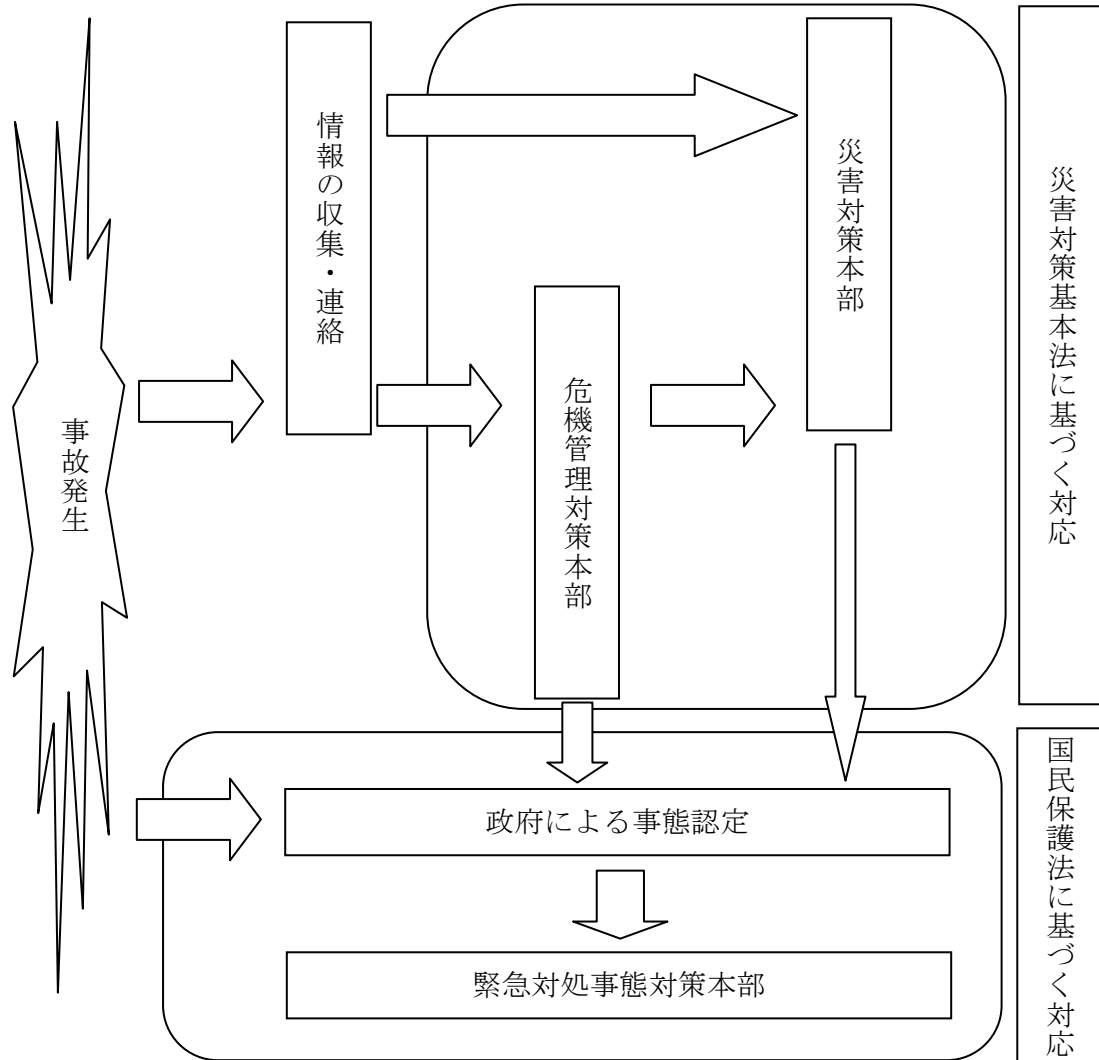 事故発生
情報の収集・連絡
危機管理対策本部
災害対策本部
災害対策基本法に基づく対応
政府による事態認定
緊急対処事態対策本部
国民保護法に基づく対応